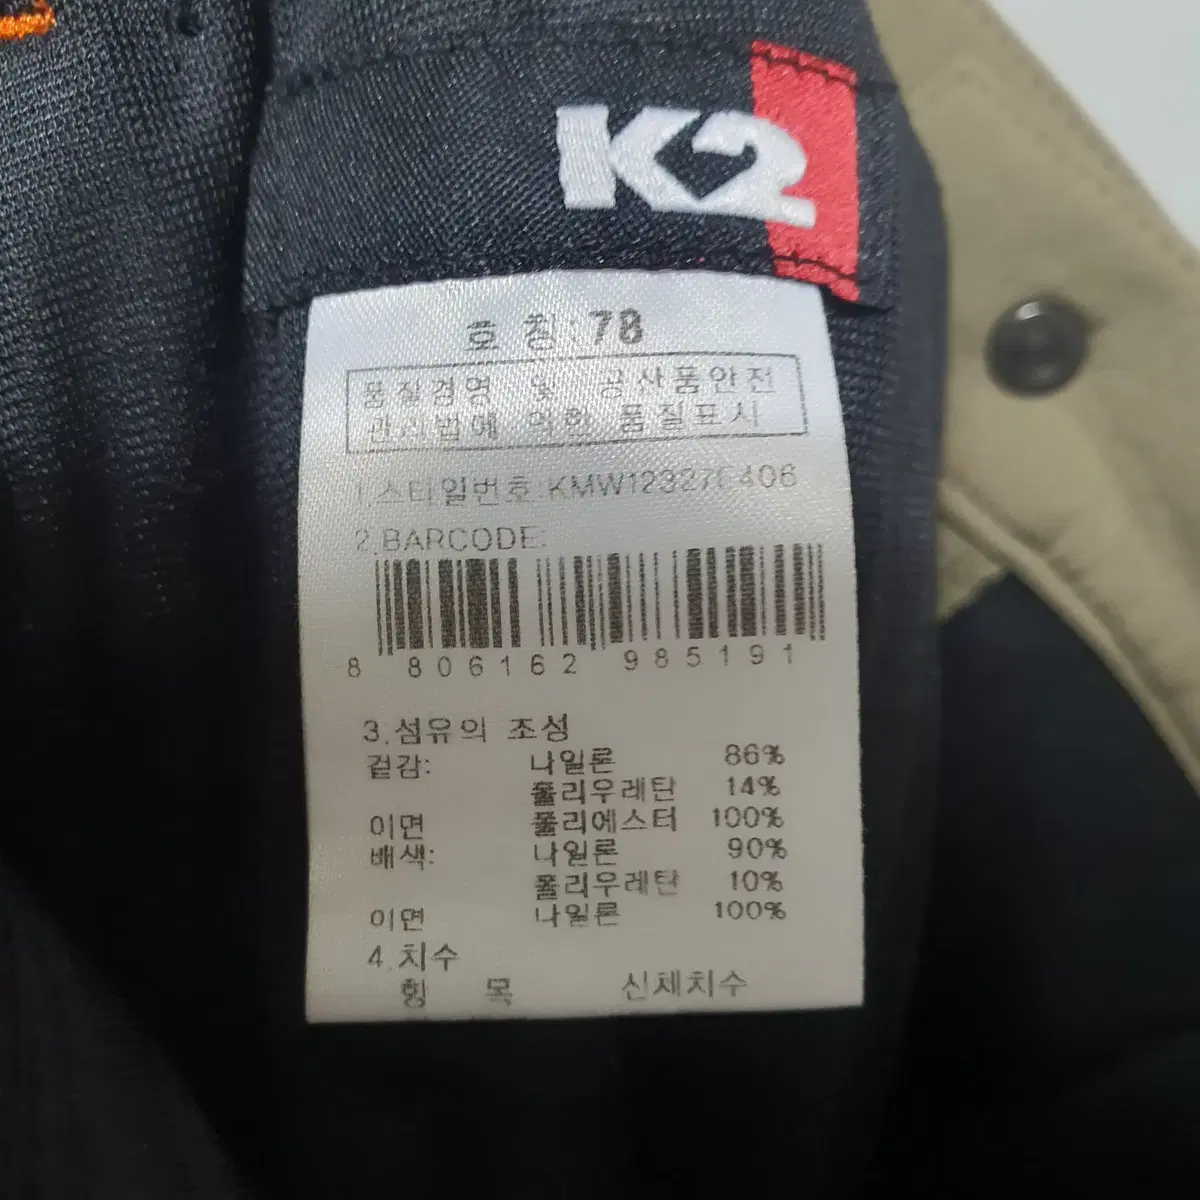 K2
호 칭: 78
품질경영 및 공산품안전
관리법에 의한 품질표시
1.스타일번호:
2.BARCODE:
8 806162 985191
3.섬유의 조성
겉감: 나일론 86%
폴리우레탄 14%
이면 폴리에스터 100%
배색: 나일론 90%
폴리우레탄 10%
이면 나일론 100%
4.치수
항 목 신체치수